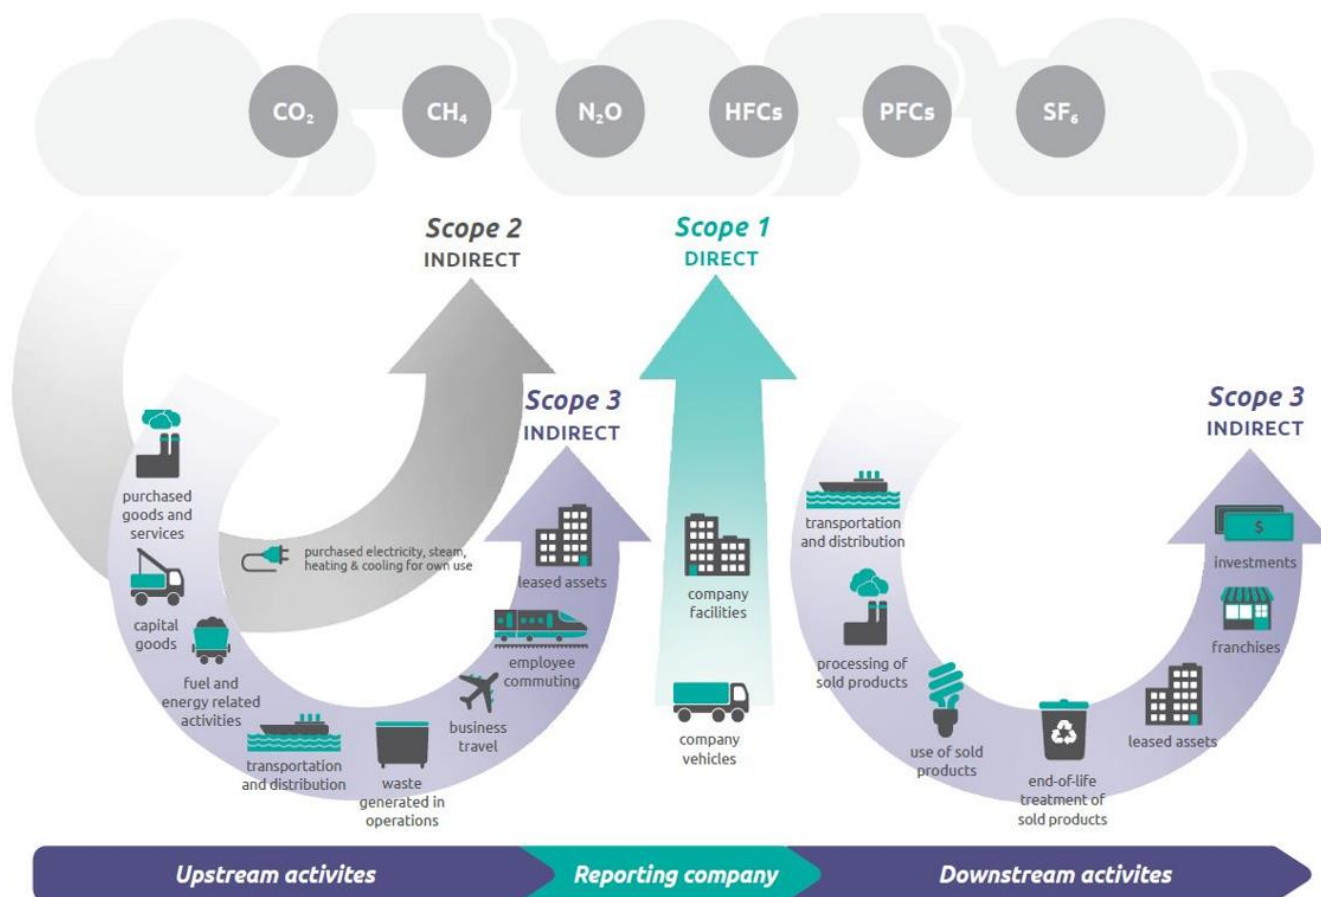 CO₂
CH₄
N₂O
HFCs
PFCs
SF₆
Scope 2
INDIRECT
Scope 1
DIRECT
Scope 3
INDIRECT
Scope 3
INDIRECT
purchased
goods and
services
capital
goods
fuel and
energy related
activities
transportation
and distribution
waste
generated in
operations
business
travel
employee
commuting
leased assets
purchased electricity, steam,
heating & cooling for own use
company
facilities
company
vehicles
transportation
and distribution
processing of
sold products
use of sold
products
end-of-life
treatment of
sold products
leased assets
franchises
$
investments
Upstream activites
Reporting company
Downstream activites